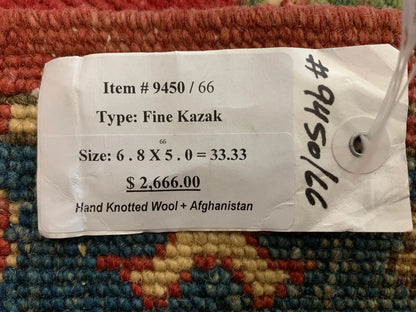 Item # 9450 / 66
Type: Fine Kazak
66
Size: 6 . 8 X 5 . 0 = 33.33
$ 2,666.00
Hand Knotted Wool + Afghanistan
#9450/66